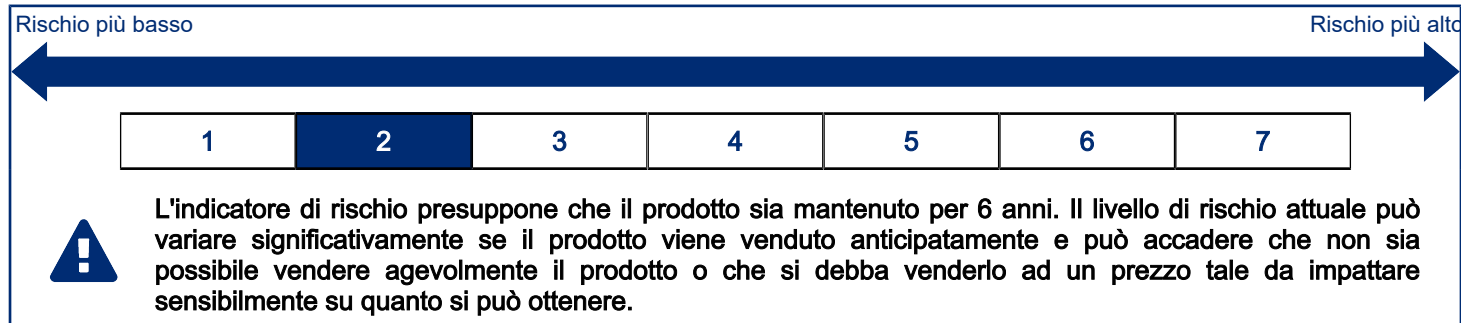 Rischio più basso Rischio più alto
1 2 3 4 5 6 7
L'indicatore di rischio presuppone che il prodotto sia mantenuto per 6 anni. Il livello di rischio attuale può
variare significativamente se il prodotto viene venduto anticipatamente e può accadere che non sia
possibile vendere agevolmente il prodotto o che si debba venderlo ad un prezzo tale da impattare
sensibilmente su quanto si può ottenere.